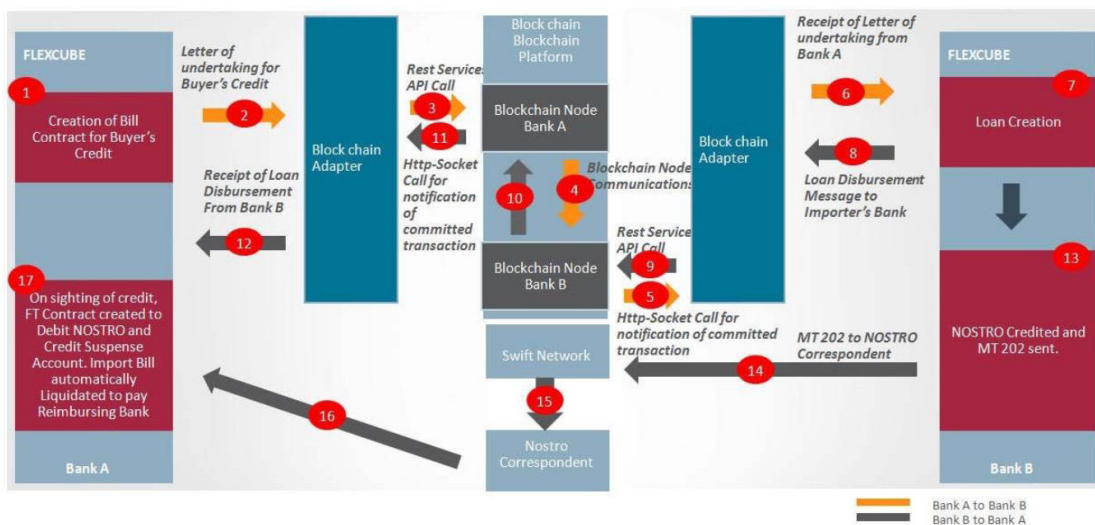 FLEXCUBE
1
Creation of Bill
Contract for Buyer's
Credit
17
On sighting of credit,
FT Contract created to
Debit NOSTRO and
Credit Suspense
Account. Import Bill
automatically
Liquidated to pay
Reimbursing Bank
Bank A
Letter of
undertaking for
Buyer's Credit
2
Receipt of Loan
Disbursement
From Bank B
12
Block chain
Adapter
Rest Services
API Call
3
11
Http-Socket
Call for
notification
of
committed
transaction
Block chain
Blockchain
Platform
Blockchain Node
Bank A
10
4
Blockchain Node
Communications
Blockchain Node
Bank B
Rest Services
API Call
9
5
Http-Socket Call for
notification of committed
transaction
Swift Network
15
Nostro
Correspondent
16
Block chain
Adapter
Receipt of Letter of
undertaking from
Bank A
6
8
Loan Disbursement
Message to
Importer's Bank
MT 202 to NOSTRO
Correspondent
14
FLEXCUBE
7
Loan Creation
13
NOSTRO Credited and
MT 202 sent.
Bank B
Bank A to Bank B
Bank B to Bank A